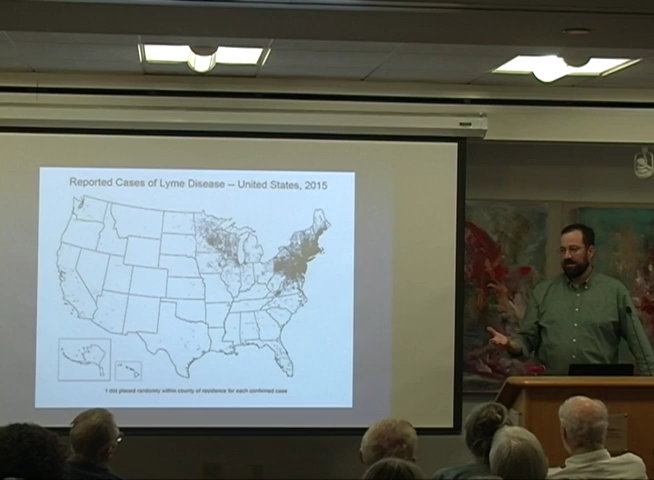 Reported Cases of Lyme Disease – United States, 2015
1 dot placed randomly within county of residence for each confirmed case